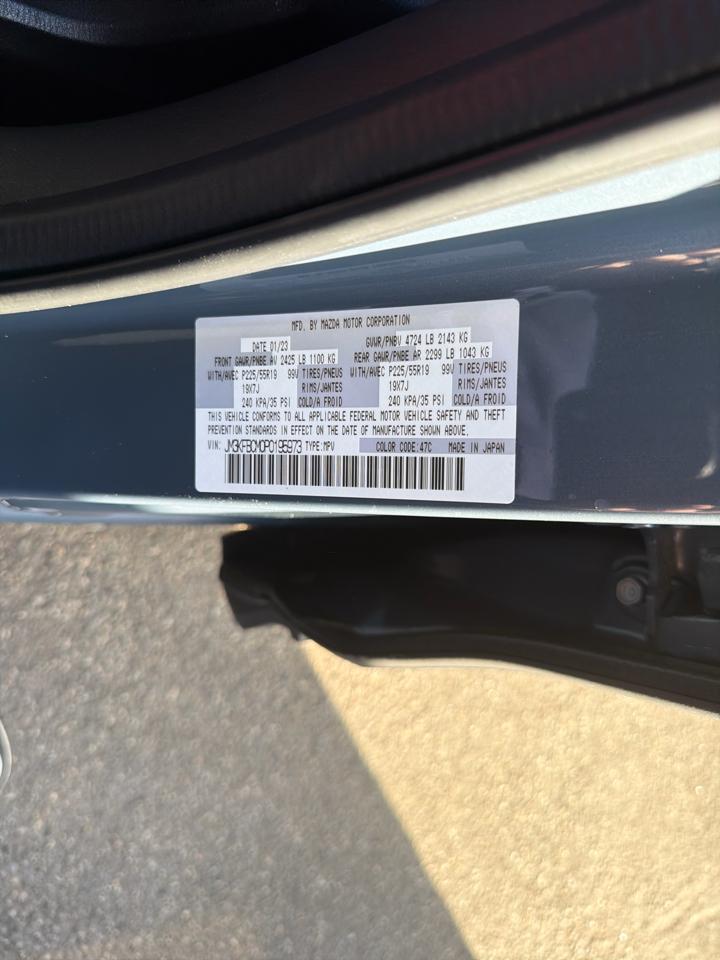 MFD. BY MAZDA MOTOR CORPORATION
DATE 01/23 GVWR/PNBV 4724 LB 2143 KG
FRONT GAWR/PNBE AV 2425 LB 1100 KG REAR GAWR/PNBE AR 2299 LB 1043 KG
WITH/AVEC P225/55R19 99V TIRES/PNEUS WITH/AVEC P225/55R19 99V TIRES/PNEUS
19X7J RIMS/JANTES 19X7J RIMS/JANTES
240 KPA/35 PSI COLD/A FROID 240 KPA/35 PSI COLD/A FROID
THIS VEHICLE CONFORMS TO ALL APPLICABLE FEDERAL MOTOR VEHICLE SAFETY AND THEFT
PREVENTION STANDARDS IN EFFECT ON THE DATE OF MANUFACTURE SHOWN ABOVE.
VIN: JM3KFBCM0P0195973 TYPE:MPV COLOR CODE:47C MADE IN JAPAN